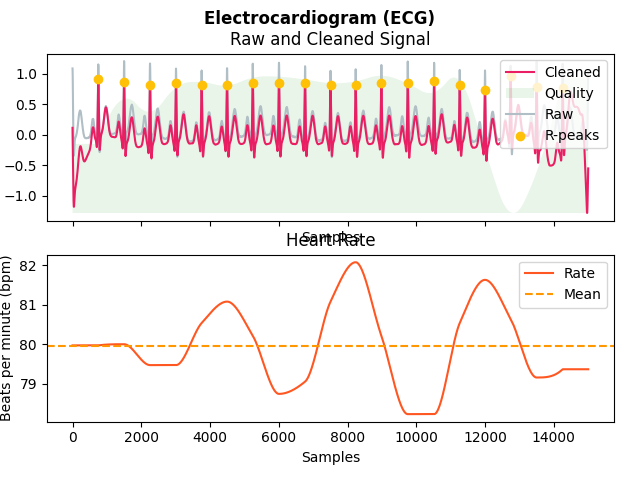 Electrocardiogram (ECG)
Raw and Cleaned Signal
1.0
0.5
0.0
−0.5
−1.0
Cleaned
Quality
Raw
R-peaks
Samples
Heart Rate
Beats per minute (bpm)
82
81
80
79
Rate
Mean
0 2000 4000 6000 8000 10000 12000 14000
Samples